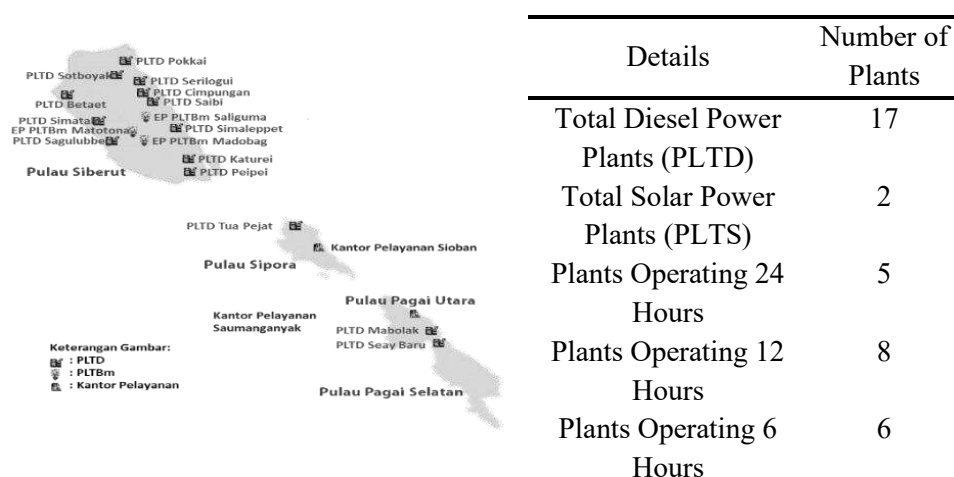 PLTD Pokkai
PLTD Sotboyak
PLTD Serilogui
PLTD Cimpungan
PLTD Betaet
PLTD Saibi
EP PLTBm Saliguma
PLTD Simatal
PLTD Simaleppet
EP PLTBm Matotonag
PLTD Sagulubbe
EP PLTBm Madobag
PLTD Katurei
Pulau Siberut
PLTD Peipei
PLTD Tua Pejat
Kantor Pelayanan Sioban
Pulau Sipora
Pulau Pagai Utara
Kantor Pelayanan
Saumanganyak
PLTD Mabolak
PLTD Seay Baru
Keterangan Gambar:
: PLTD
: PLTBm
: Kantor Pelayanan
Pulau Pagai Selatan
Details
Number of
Plants
Total Diesel Power
Plants (PLTD)
17
Total Solar Power
Plants (PLTS)
2
Plants Operating 24
Hours
5
Plants Operating 12
Hours
8
Plants Operating 6
Hours
6